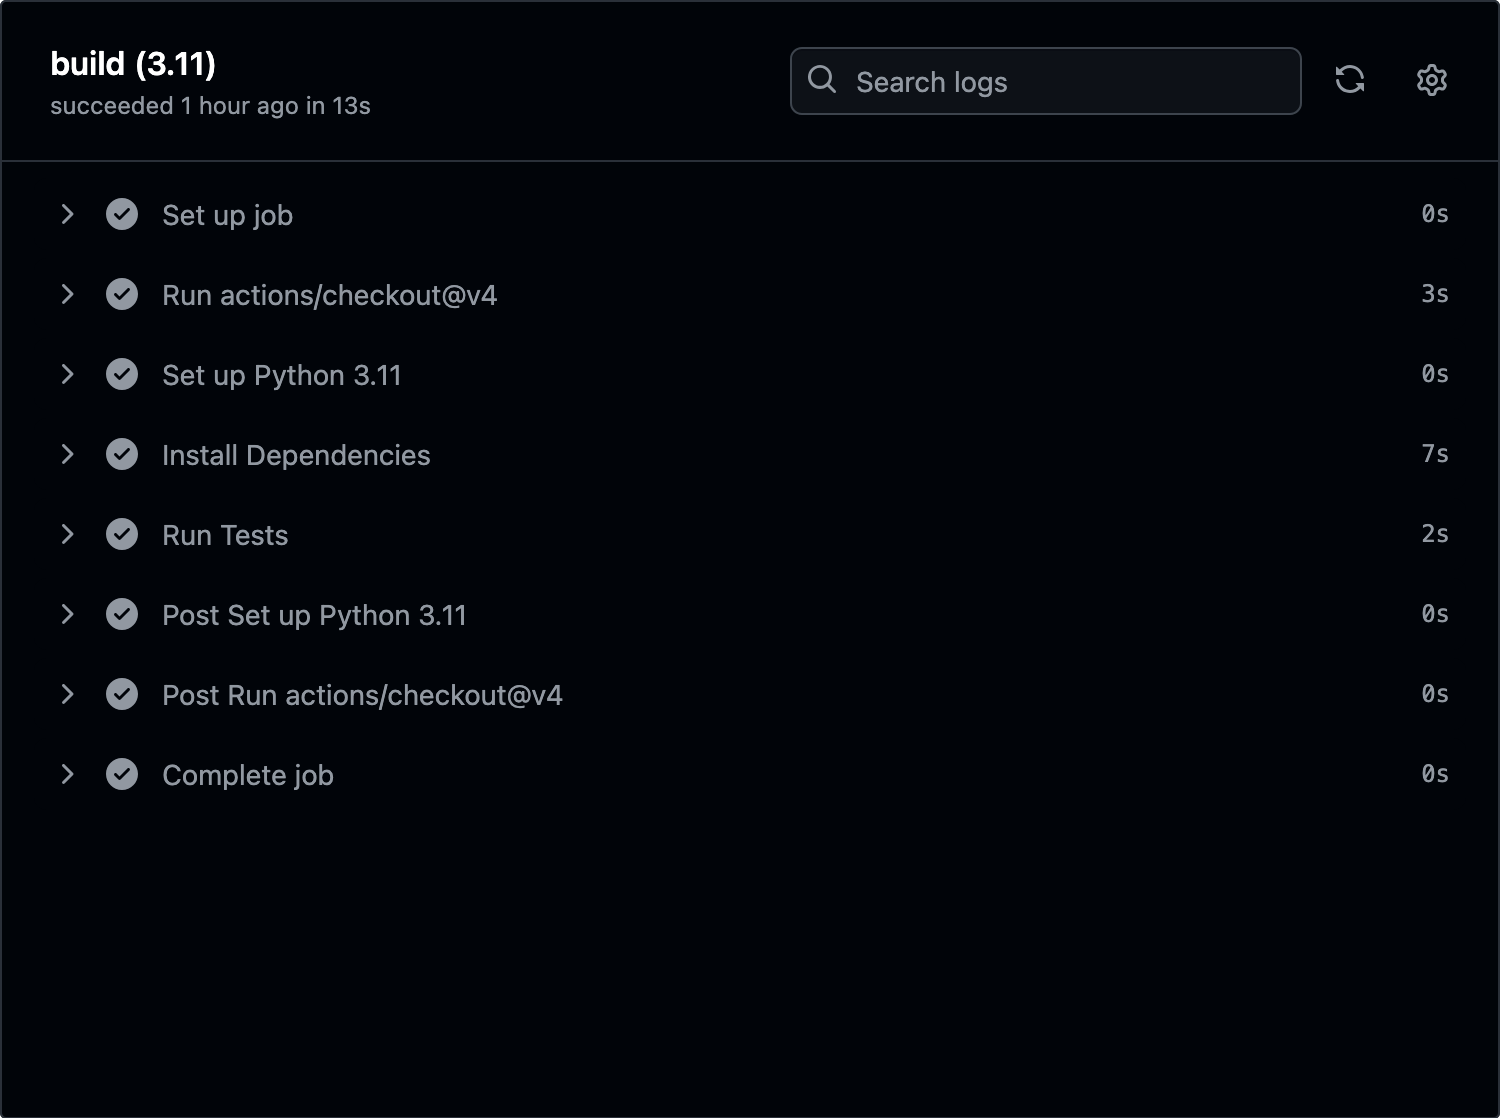 build (3.11)
succeeded 1 hour ago in 13s
Search logs
Set up job 0s
Run actions/checkout@v4 3s
Set up Python 3.11 0s
Install Dependencies 7s
Run Tests 2s
Post Set up Python 3.11 0s
Post Run actions/checkout@v4 0s
Complete job 0s